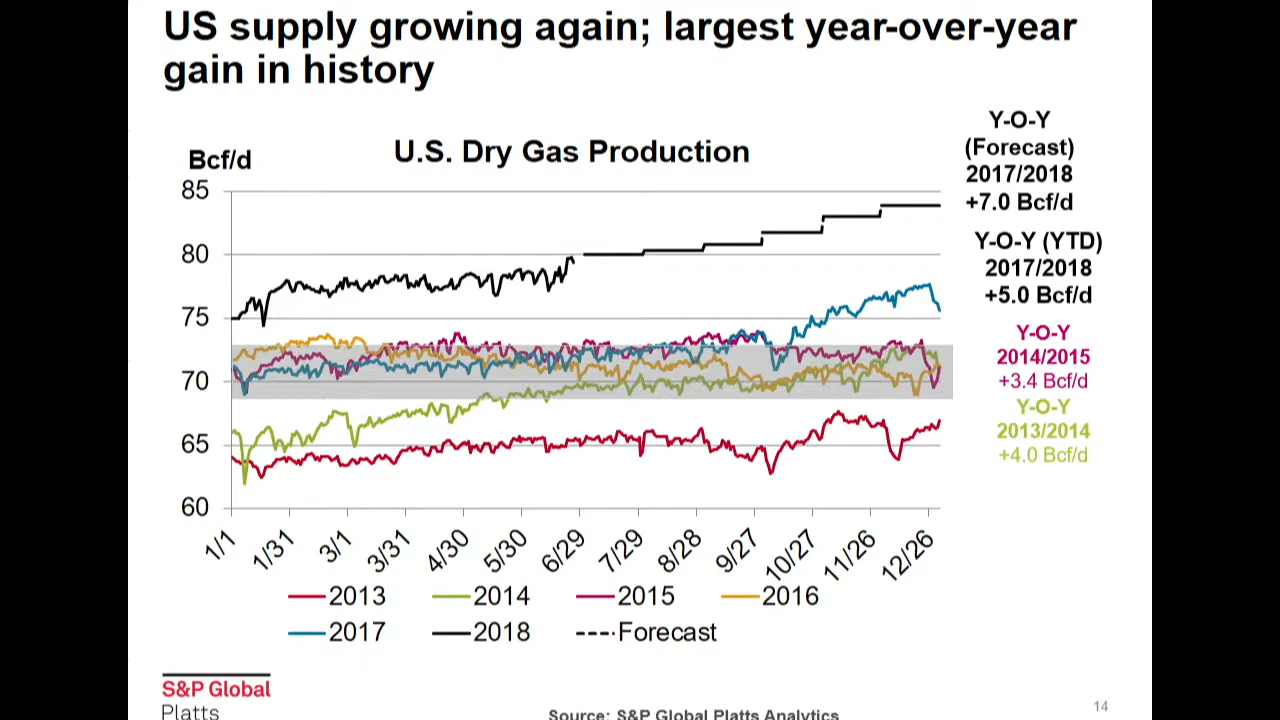 US supply growing again; largest year-over-year
gain in history
Bcf/d
U.S. Dry Gas Production
85
80
75
70
65
60
1/1
1/31
3/1
3/31
4/30
5/30
6/29
7/29
8/28
9/27
10/27
11/26
12/26
2013
2014
2015
2016
2017
2018
Forecast
Y-O-Y
(Forecast)
2017/2018
+7.0 Bcf/d
Y-O-Y (YTD)
2017/2018
+5.0 Bcf/d
Y-O-Y
2014/2015
+3.4 Bcf/d
Y-O-Y
2013/2014
+4.0 Bcf/d
S&P Global
Platts
Source: S&P Global Platts Analytics
14